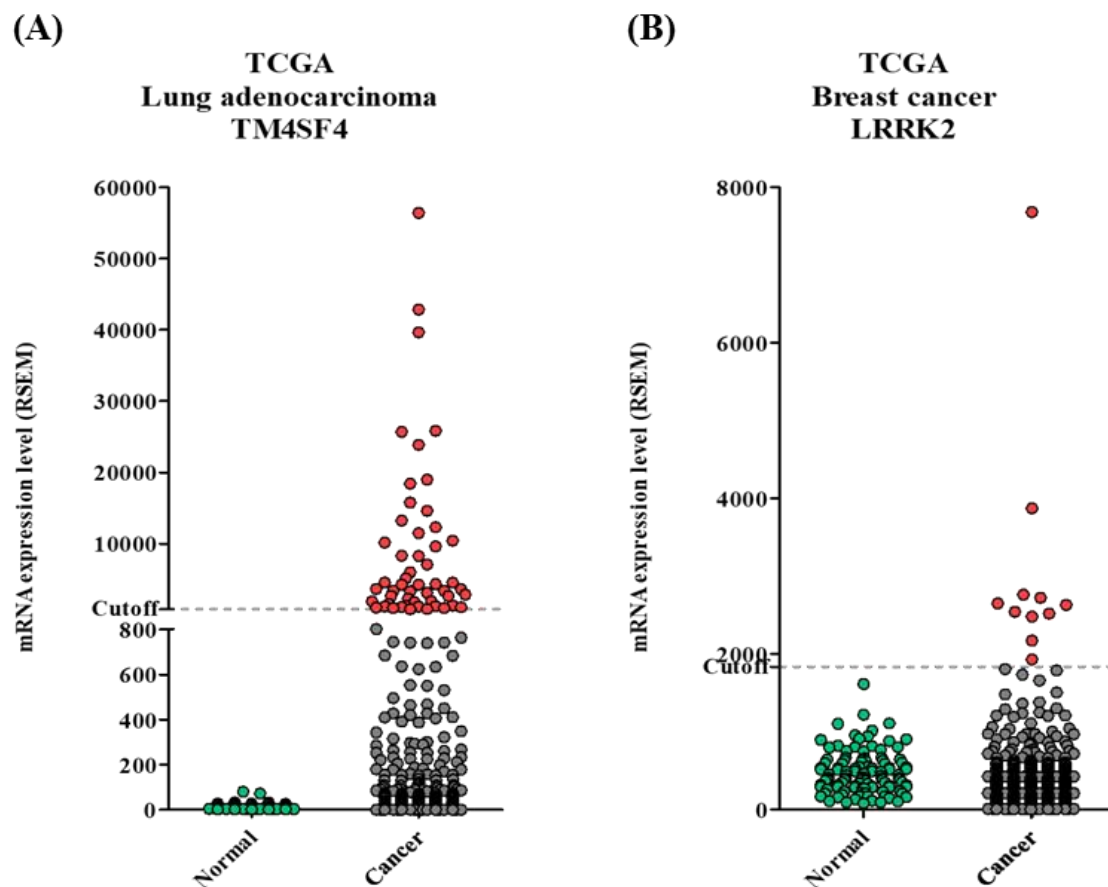 (A)
TCGA
Lung adenocarcinoma
TM4SF4
mRNA expression level (RSEM)
60000
50000
40000
30000
20000
10000
Cutoff
800
600
400
200
0
Normal
Cancer
(B)
TCGA
Breast cancer
LRRK2
mRNA expression level (RSEM)
8000
6000
4000
2000
Cutoff
0
Normal
Cancer